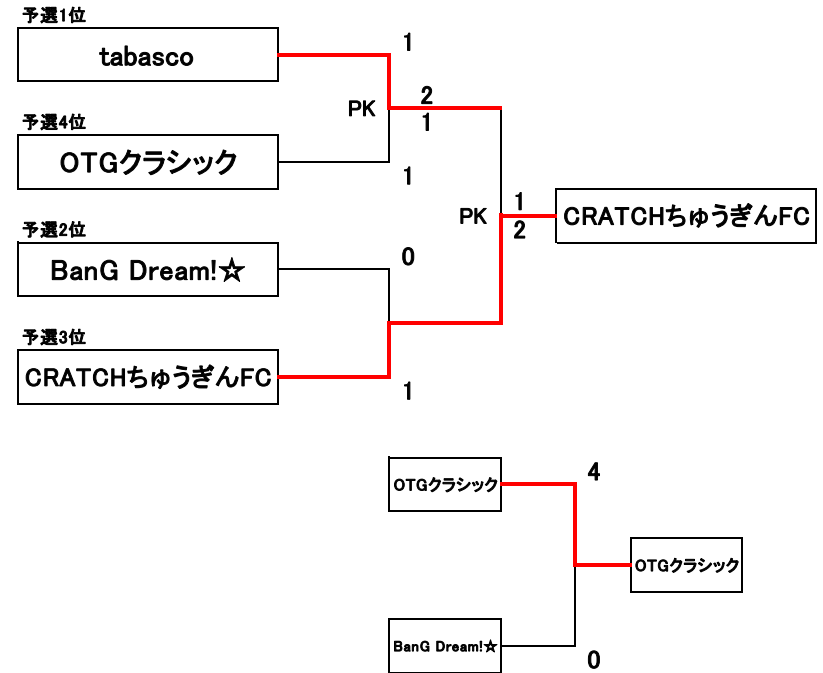 予選1位
tabasco
1
PK
2
1
予選4位
OTGクラシック
1
予選2位
BanG Dream!☆
0
PK
1
2
CRATCHちゅうぎんFC
予選3位
CRATCHちゅうぎんFC
1
OTGクラシック
4
OTGクラシック
BanG Dream!☆
0